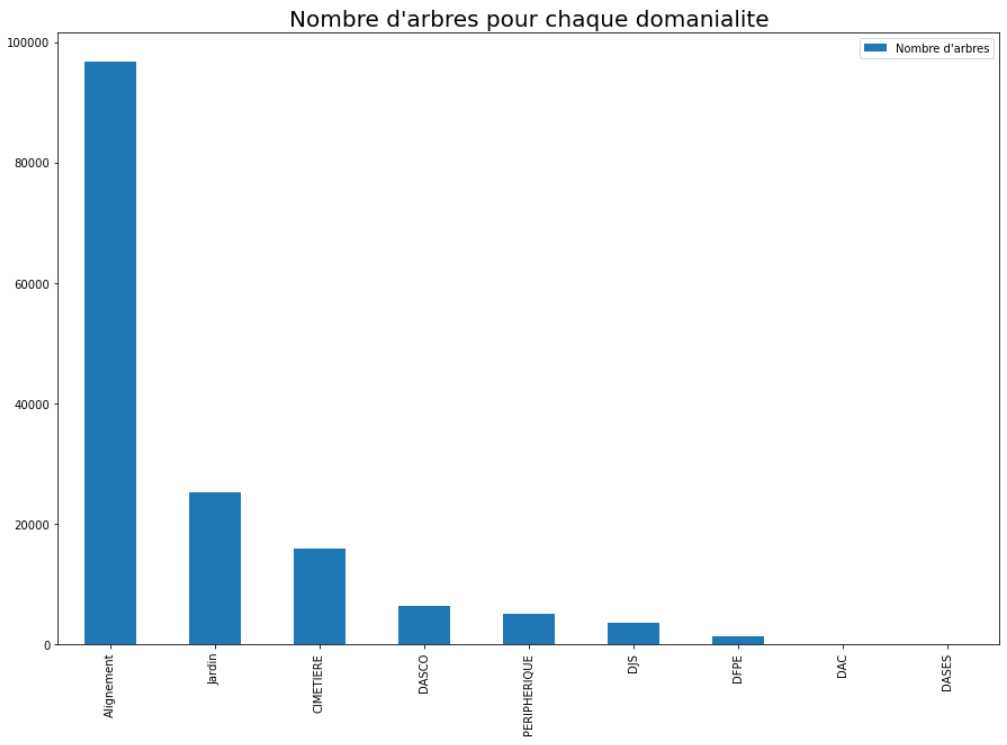 Nombre d'arbres pour chaque domanialite
Nombre d'arbres
100000
80000
60000
40000
20000
0
Alignement
Jardin
CIMETIERE
DASCO
PERIPHERIQUE
DJS
DFPE
DAC
DASES